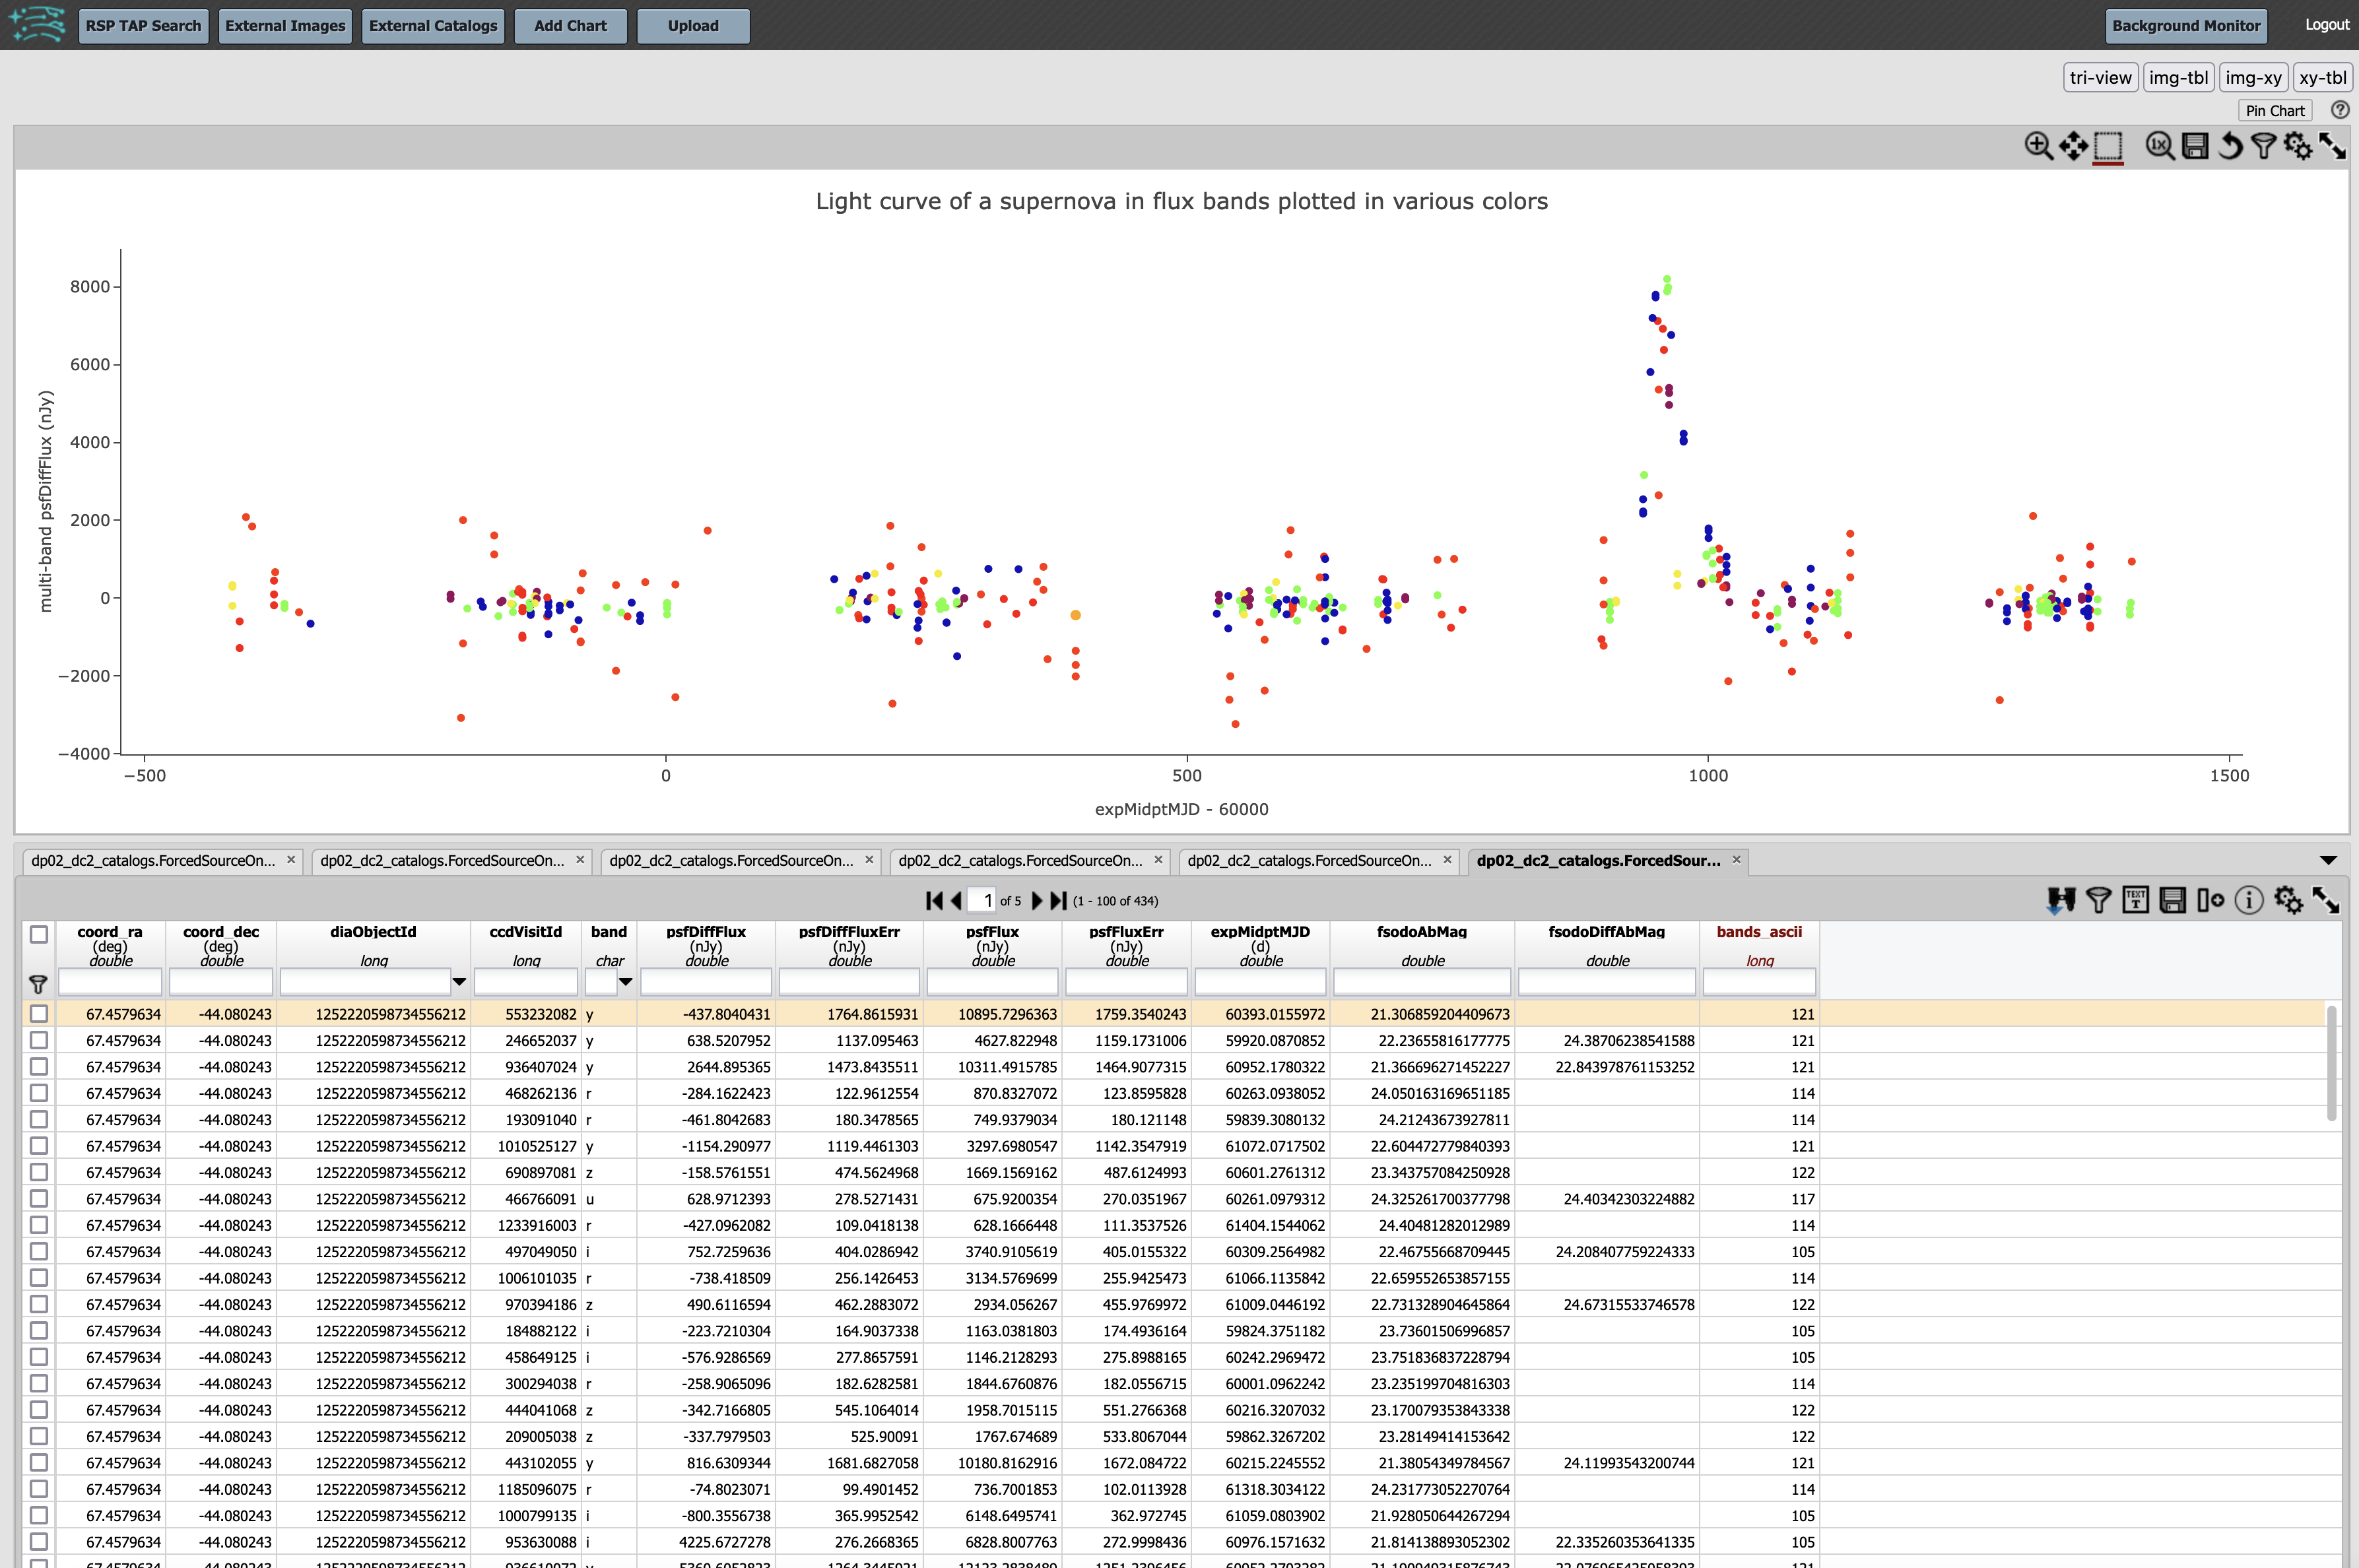 RSP TAP Search External Images External Catalogs Add Chart Upload Background Monitor Logout
tri-view img-tbl img-xy xy-tbl
Pin Chart ?
1x
Light curve of a supernova in flux bands plotted in various colors
8000
6000
4000
2000
0
−2000
−4000
multi-band psfDiffFlux (nJy)
−500 0 500 1000 1500
expMidptMJD - 60000
dp02_dc2_catalogs.ForcedSourceOn... × dp02_dc2_catalogs.ForcedSourceOn... × dp02_dc2_catalogs.ForcedSourceOn... × dp02_dc2_catalogs.ForcedSourceOn... × dp02_dc2_catalogs.ForcedSourceOn... × dp02_dc2_catalogs.ForcedSour... ×
1 of 5 (1 - 100 of 434) TEXT T i
coord_ra coord_dec diaObjectId ccdVisitId band psfDiffFlux psfDiffFluxErr psfFlux psfFluxErr expMidptMJD fsodoAbMag fsodoDiffAbMag bands_ascii
(deg) (deg) (nJy) (nJy) (nJy) (nJy) (d)
double double long long char double double double double double double double long
67.4579634 -44.080243 1252220598734556212 553232082 y -437.8040431 1764.8615931 10895.7296363 1759.3540243 60393.0155972 21.306859204409673 121
67.4579634 -44.080243 1252220598734556212 246652037 y 638.5207952 1137.095463 4627.822948 1159.1731006 59920.0870852 22.23655816177775 24.38706238541588 121
67.4579634 -44.080243 1252220598734556212 936407024 y 2644.895365 1473.8435511 10311.4915785 1464.9077315 60952.1780322 21.366696271452227 22.843978761153252 121
67.4579634 -44.080243 1252220598734556212 468262136 r -284.1622423 122.9612554 870.8327072 123.8595828 60263.0938052 24.050163169651185 114
67.4579634 -44.080243 1252220598734556212 193091040 r -461.8042683 180.3478565 749.9379034 180.121148 59839.3080132 24.21243673927811 114
67.4579634 -44.080243 1252220598734556212 1010525127 y -1154.290977 1119.4461303 3297.6980547 1142.3547919 61072.0717502 22.604472779840393 121
67.4579634 -44.080243 1252220598734556212 690897081 z -158.5761551 474.5624968 1669.1569162 487.6124993 60601.2761312 23.343757084250928 122
67.4579634 -44.080243 1252220598734556212 466766091 u 628.9712393 278.5271431 675.9200354 270.0351967 60261.0979312 24.325261700377798 24.40342303224882 117
67.4579634 -44.080243 1252220598734556212 1233916003 r -427.0962082 109.0418138 628.1666448 111.3537526 61404.1544062 24.40481282012989 114
67.4579634 -44.080243 1252220598734556212 497049050 i 752.7259636 404.0286942 3740.9105619 405.0155322 60309.2564982 22.46755668709445 24.208407759224333 105
67.4579634 -44.080243 1252220598734556212 1006101035 r -738.418509 256.1426453 3134.5769699 255.9425473 61066.1135842 22.659552653857155 114
67.4579634 -44.080243 1252220598734556212 970394186 z 490.6116594 462.2883072 2934.056267 455.9769972 61009.0446192 22.731328904645864 24.67315533746578 122
67.4579634 -44.080243 1252220598734556212 184882122 i -223.7210304 164.9037338 1163.0381803 174.4936164 59824.3751182 23.73601506996857 105
67.4579634 -44.080243 1252220598734556212 458649125 i -576.9286569 277.8657591 1146.2128293 275.8988165 60242.2969472 23.751836837228794 105
67.4579634 -44.080243 1252220598734556212 300294038 r -258.9065096 182.6282581 1844.6760876 182.0556715 60001.0962242 23.235199704816303 114
67.4579634 -44.080243 1252220598734556212 444041068 z -342.7166805 545.1064014 1958.7015115 551.2766368 60216.3207032 23.170079353843338 122
67.4579634 -44.080243 1252220598734556212 209005038 z -337.7979503 525.90091 1767.674689 533.8067044 59862.3267202 23.28149414153642 122
67.4579634 -44.080243 1252220598734556212 443102055 y 816.6309344 1681.6827058 10180.8162916 1672.084722 60215.2245552 21.38054349784567 24.11993543200744 121
67.4579634 -44.080243 1252220598734556212 1185096075 r -74.8023071 99.4901452 736.7001853 102.0113928 61318.3034122 24.231773052270764 114
67.4579634 -44.080243 1252220598734556212 1000799135 i -800.3556738 365.9952542 6148.6495741 362.972745 61059.0803902 21.928050644267294 105
67.4579634 -44.080243 1252220598734556212 953630088 i 4225.6727278 276.2668365 6828.8007763 272.9998436 60976.1571632 21.814138893052302 22.335260353641335 105